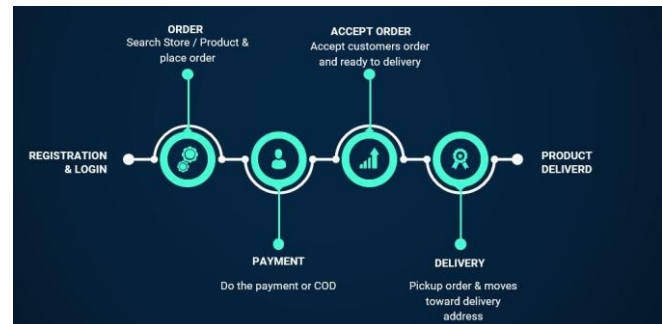 ORDER
Search Store / Product &
place order
ACCEPT ORDER
Accept customers order
and ready to delivery
REGISTRATION
& LOGIN
PRODUCT
DELIVERD
PAYMENT
Do the payment or COD
DELIVERY
Pickup order & moves
toward delivery
address